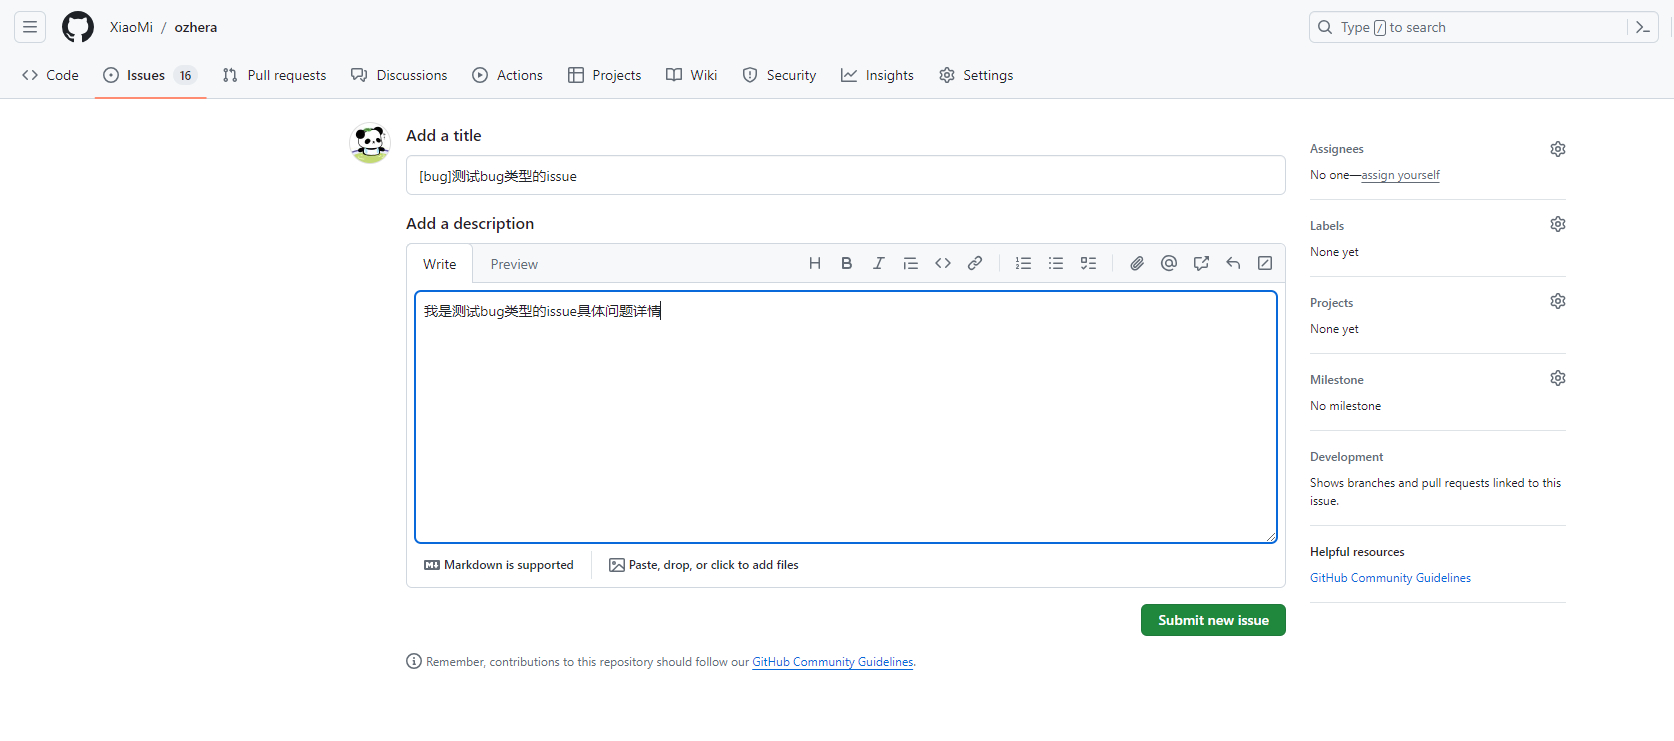 XiaoMi / ozhera
Type / to search
Code
Issues 16
Pull requests
Discussions
Actions
Projects
Wiki
Security
Insights
Settings
Add a title
[bug]测试bug类型的issue
Add a description
Write
Preview
我是测试bug类型的issue具体问题详情
Markdown is supported
Paste, drop, or click to add files
Submit new issue
Remember, contributions to this repository should follow our GitHub Community Guidelines.
Assignees
No one—assign yourself
Labels
None yet
Projects
None yet
Milestone
No milestone
Development
Shows branches and pull requests linked to this
issue.
Helpful resources
GitHub Community Guidelines